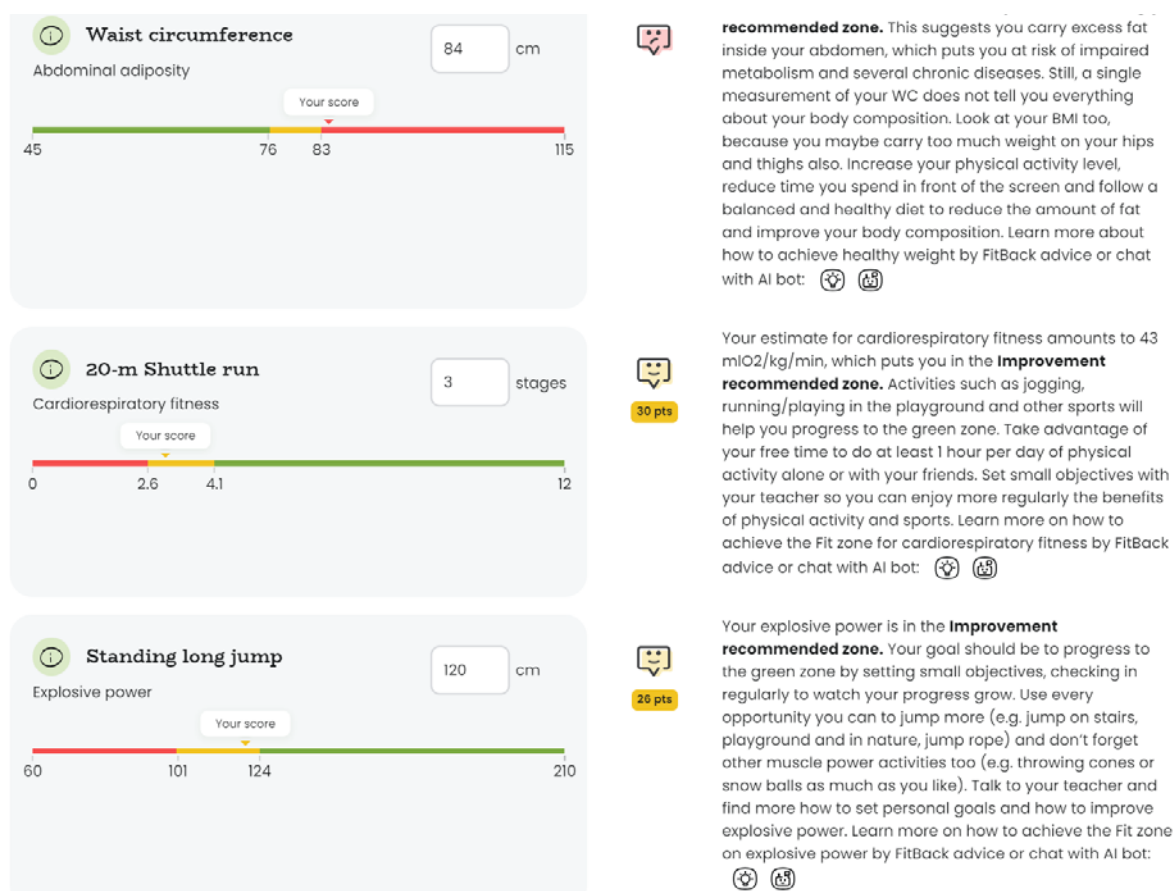 Waist circumference
84
cm
Abdominal adiposity
Your score
45
76
83
115
recommended zone. This suggests you carry excess fat
inside your abdomen, which puts you at risk of impaired
metabolism and several chronic diseases. Still, a single
measurement of your WC does not tell you everything
about your body composition. Look at your BMI too,
because you maybe carry too much weight on your hips
and thighs also. Increase your physical activity level,
reduce time you spend in front of the screen and follow a
balanced and healthy diet to reduce the amount of fat
and improve your body composition. Learn more about
how to achieve healthy weight by FitBack advice or chat
with AI bot:
20-m Shuttle run
3
stages
Cardiorespiratory fitness
Your score
0
2.6
4.1
12
30 pts
Your estimate for cardiorespiratory fitness amounts to 43
mlO2/kg/min, which puts you in the Improvement
recommended zone. Activities such as jogging,
running/playing in the playground and other sports will
help you progress to the green zone. Take advantage of
your free time to do at least 1 hour per day of physical
activity alone or with your friends. Set small objectives with
your teacher so you can enjoy more regularly the benefits
of physical activity and sports. Learn more on how to
achieve the Fit zone for cardiorespiratory fitness by FitBack
advice or chat with AI bot:
Standing long jump
120
cm
Explosive power
Your score
60
101
124
210
26 pts
Your explosive power is in the Improvement
recommended zone. Your goal should be to progress to
the green zone by setting small objectives, checking in
regularly to watch your progress grow. Use every
opportunity you can to jump more (e.g. jump on stairs,
playground and in nature, jump rope) and don't forget
other muscle power activities too (e.g. throwing cones or
snow balls as much as you like). Talk to your teacher and
find more how to set personal goals and how to improve
explosive power. Learn more on how to achieve the Fit zone
on explosive power by FitBack advice or chat with AI bot: